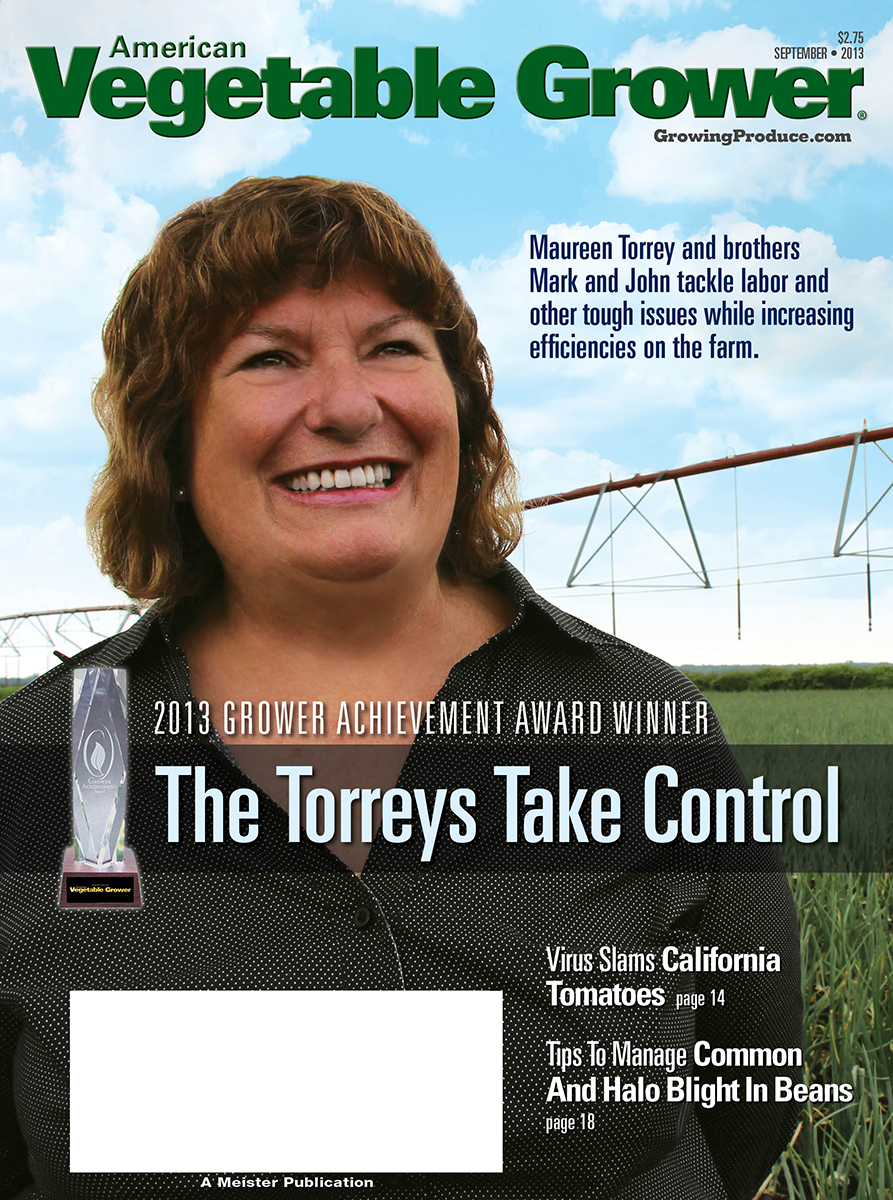 $2.75
SEPTEMBER • 2013
American
Vegetable Grower®
GrowingProduce.com
Maureen Torrey and brothers
Mark and John tackle labor and
other tough issues while increasing
efficiencies on the farm.
2013 GROWER ACHIEVEMENT AWARD WINNER
The Torreys Take Control
GROWER
ACHIEVEMENT
Award
Vegetable Grower
Virus Slams California
Tomatoes page 14
Tips To Manage Common
And Halo Blight In Beans
page 18
A Meister Publication